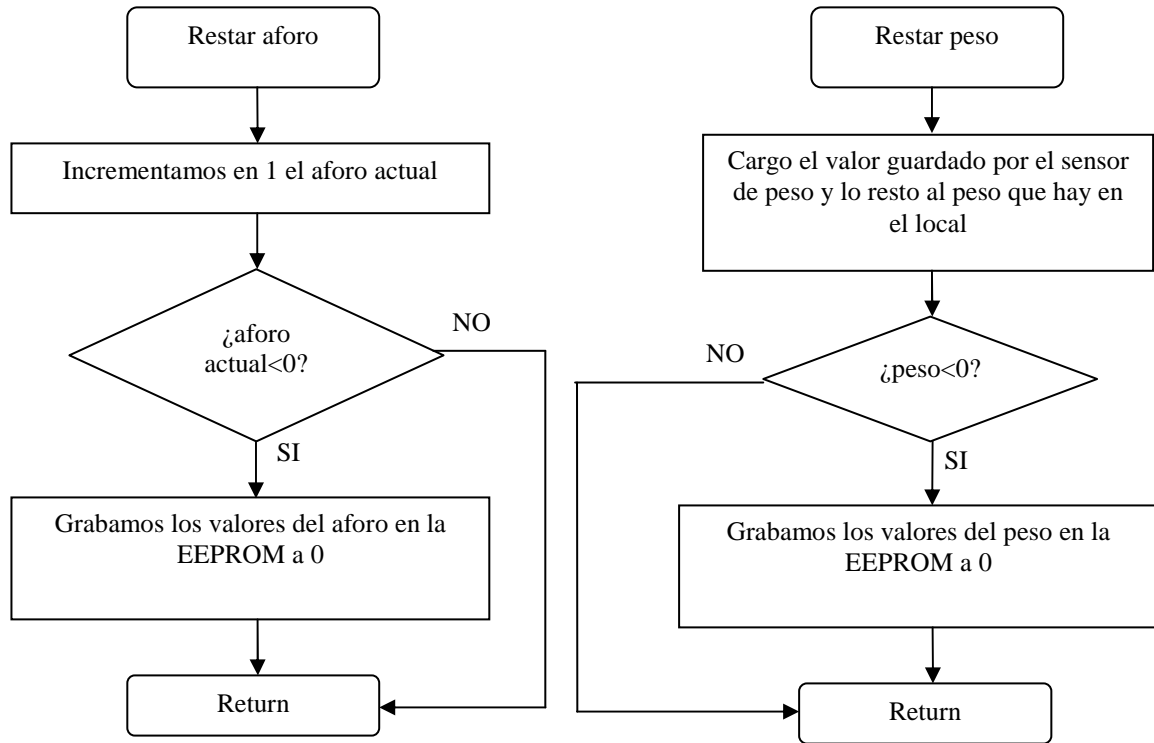 Restar aforo
Incrementamos en 1 el aforo actual
¿aforo
actual<0?
NO
SI
Grabamos los valores del aforo en la
EEPROM a 0
Return
Restar peso
Cargo el valor guardado por el sensor
de peso y lo resto al peso que hay en
el local
NO
¿peso<0?
SI
Grabamos los valores del peso en la
EEPROM a 0
Return